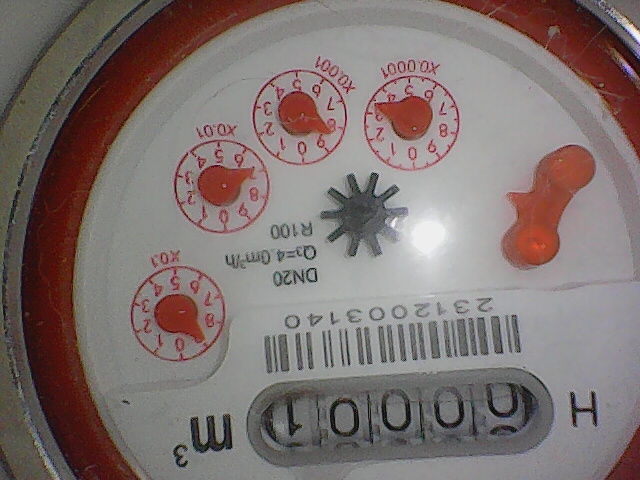 H 00001 m³
2312003140
DN20
Q3=4.0m³/h
R100
X0.1
X0.01
X0.001
X0.0001